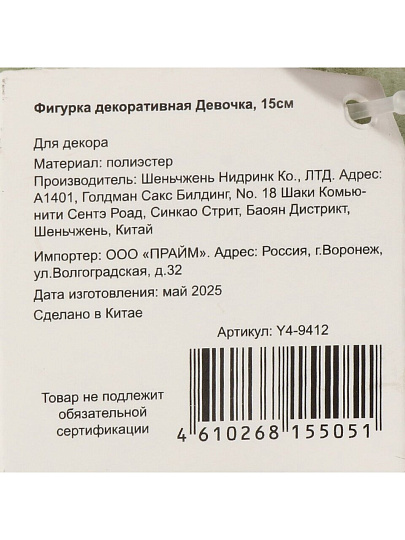 Фигурка декоративная Девочка, 15см
Для декора
Материал: полиэстер
Производитель: Шеньчжень Нидринк Ко., ЛТД. Адрес:
А1401, Голдман Сакс Билдинг, No. 18 Шаки Комью-
нити Сентэ Роад, Синкао Стрит, Баоян Дистрикт,
Шеньчжень, Китай
Импортер: ООО «ПРАЙМ». Адрес: Россия, г.Воронеж,
ул.Волгоградская, д.32
Дата изготовления: май 2025
Сделано в Китае
Артикул: Y4-9412
Товар не подлежит
обязательной
сертификации
4 610268 155051